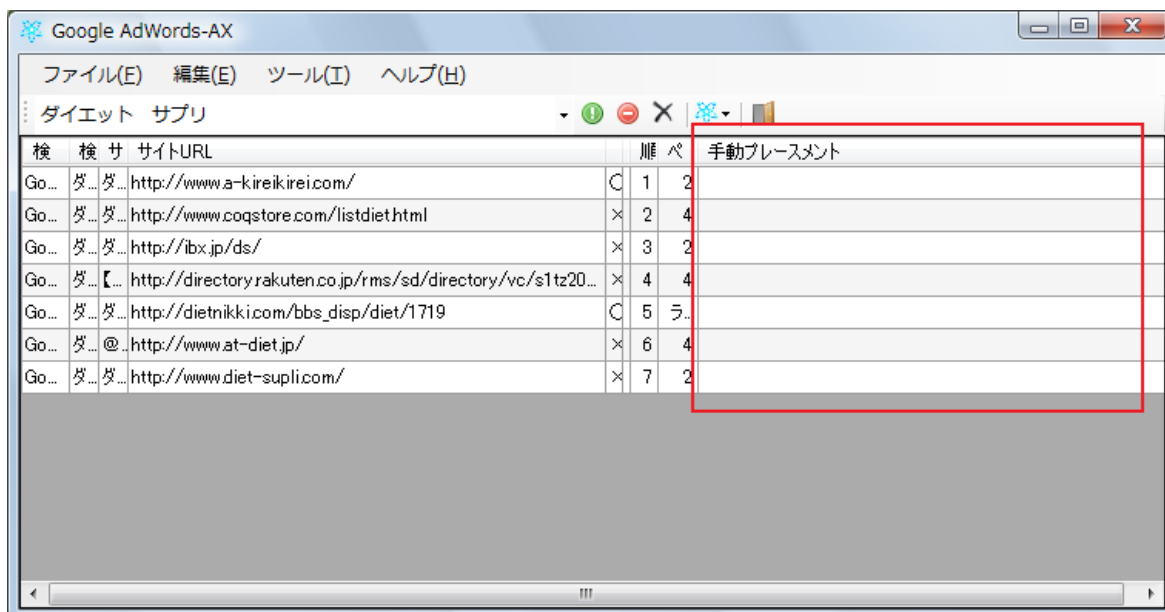 Google AdWords-AX
ファイル(F) 編集(E) ツール(T) ヘルプ(H)
ダイエット サプリ
検 検 サ サイトURL 順 ペ 手動プレースメント
Go... ダ... ダ... http://www.a-kireikirei.com/ ○ 1 2
Go... ダ... ダ... http://www.coqstore.com/listdiet.html × 2 4
Go... ダ... ダ... http://ibx.jp/ds/ × 3 2
Go... ダ... 【... http://directory.rakuten.co.jp/rms/sd/directory/vc/s1tz20... × 4 4
Go... ダ... ダ... http://dietnikki.com/bbs_disp/diet/1719 ○ 5 ラ...
Go... ダ... @... http://www.at-diet.jp/ × 6 4
Go... ダ... ダ... http://www.diet-supli.com/ × 7 2